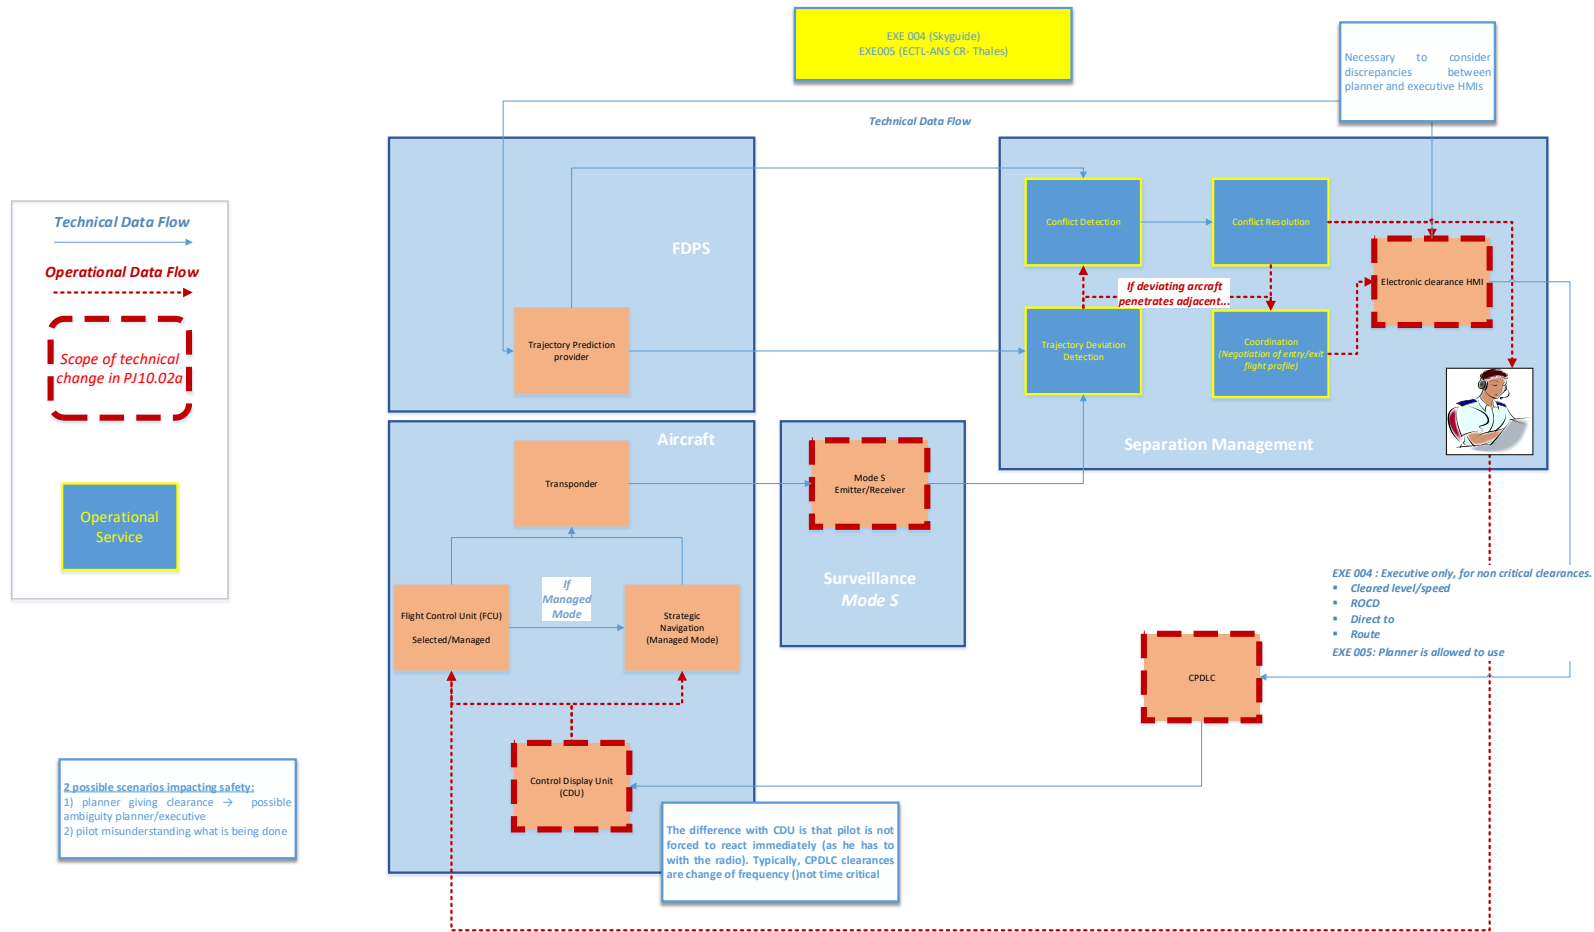 EXE 004 (Skyguide)
EXE005 (ECTL-ANS CR- Thales)
Necessary to consider
discrepancies between
planner and executive HMIs
Technical Data Flow
Technical Data Flow
Operational Data Flow
Scope of technical
change in PJ10.02a
Operational
Service
FDPS
Trajectory Prediction
provider
Conflict Detection
Conflict Resolution
Electronic clearance HMI
If deviating arcraft
penetrates adjacent...
Trajectory Deviation
Detection
Coordination
(Negotiation of entry/exit
flight profile)
Separation Management
Aircraft
Transponder
Mode S
Emitter/Receiver
Surveillance
Mode S
Flight Control Unit (FCU)
Selected/Managed
If
Managed
Mode
Strategic
Navigation
(Managed Mode)
EXE 004 : Executive only, for non critical clearances.
▪ Cleared level/speed
▪ ROCD
▪ Direct to
▪ Route
EXE 005: Planner is allowed to use
CPDLC
Control Display Unit
(CDU)
2 possible scenarios impacting safety:
1) planner giving clearance → possible
ambiguity planner/executive
2) pilot misunderstanding what is being done
The difference with CDU is that pilot is not
forced to react immediately (as he has to
with the radio). Typically, CPDLC clearances
are change of frequency ()not time critical